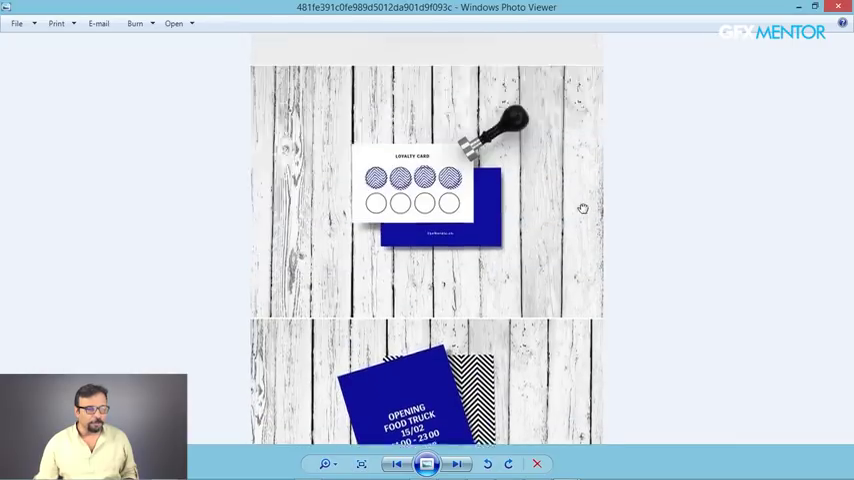 481fe391c0fe989d5012da901d9f093c - Windows Photo Viewer
File Print E-mail Burn Open
GFXMENTOR
LOYALTY CARD
OPENING
FOOD TRUCK
15/02
00 - 23 00